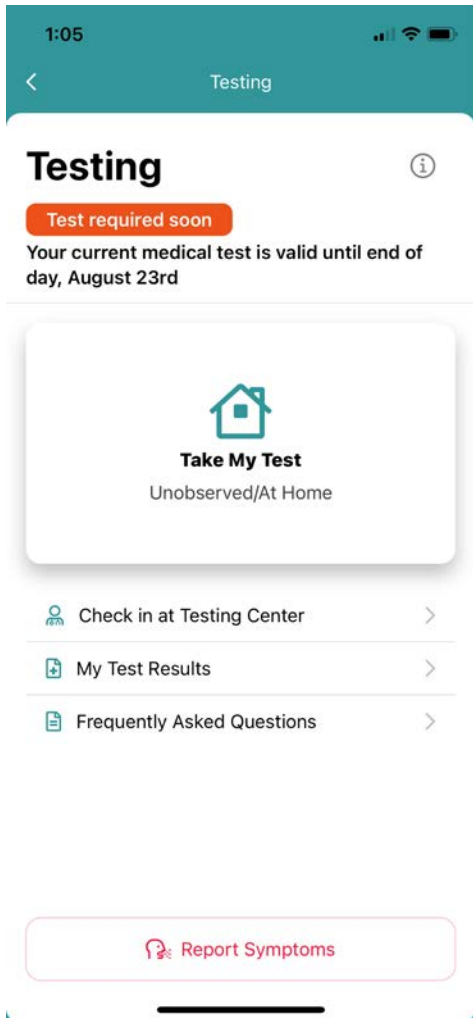 1:05
Testing
Testing
Test required soon
Your current medical test is valid until end of
day, August 23rd
Take My Test
Unobserved/At Home
Check in at Testing Center
My Test Results
Frequently Asked Questions
Report Symptoms